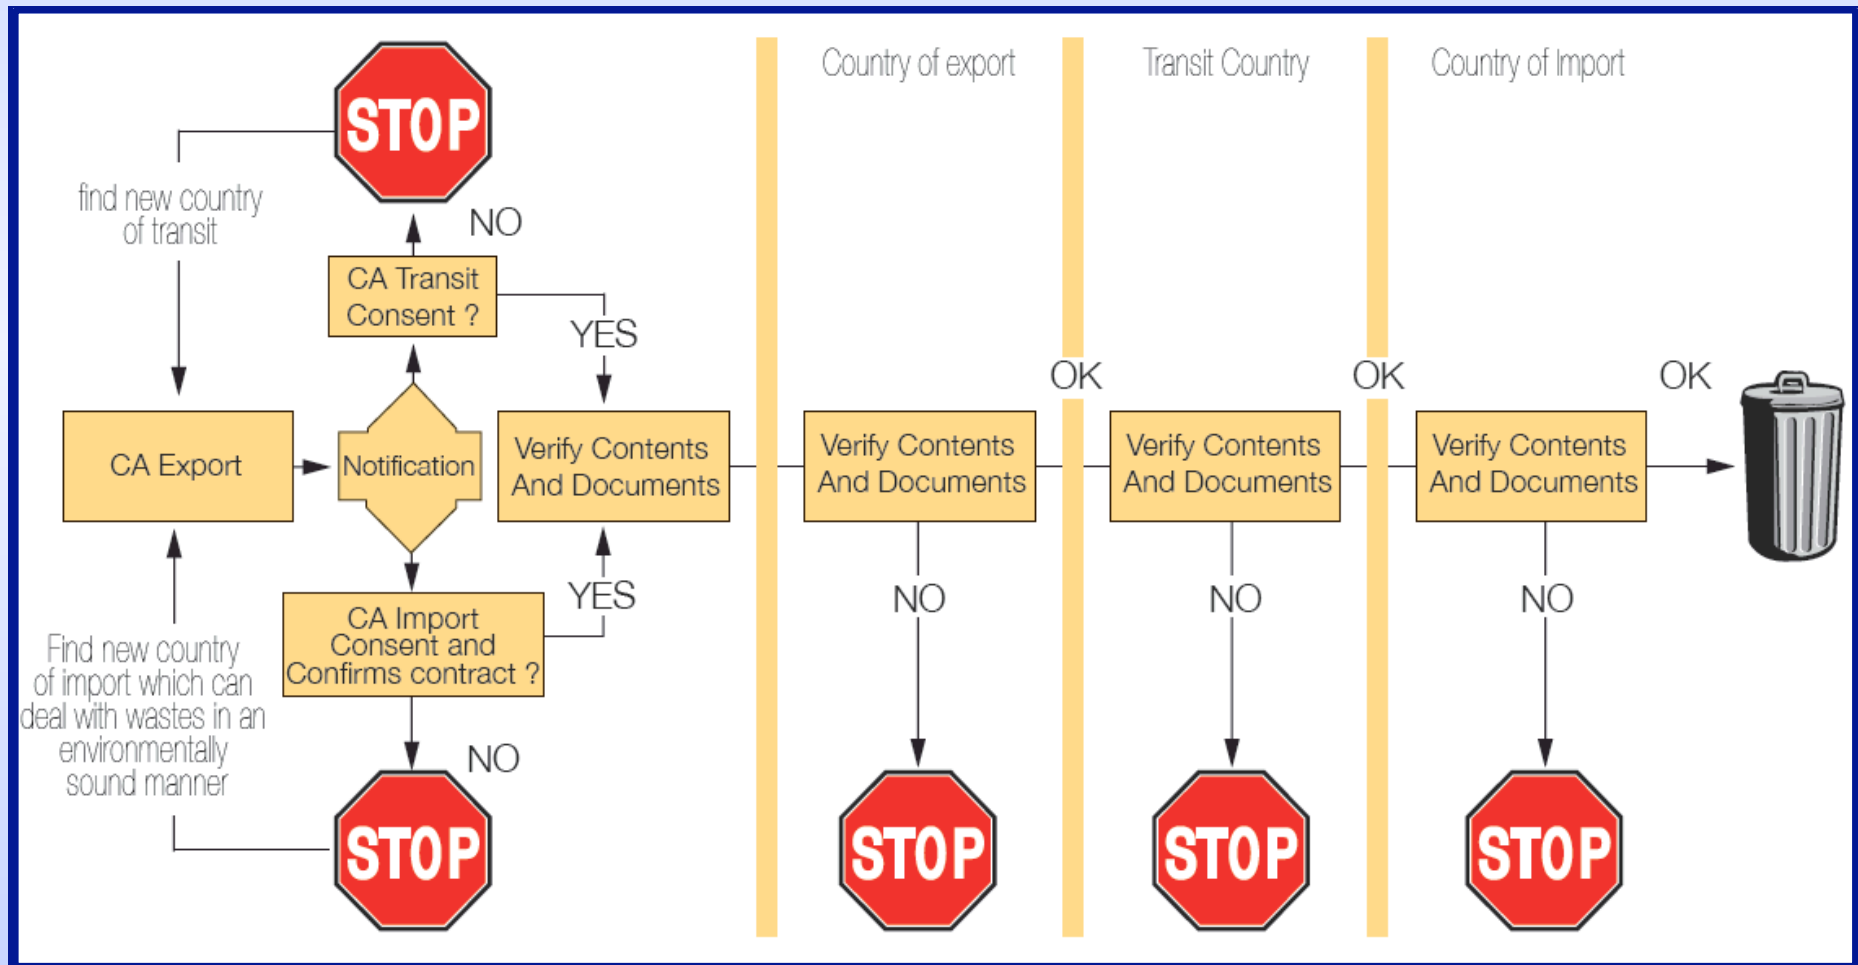 Country of export
Transit Country
Country of Import
STOP
find new country
of transit
NO
CA Transit
Consent ?
YES
OK
OK
OK
CA Export
Notification
Verify Contents
And Documents
Verify Contents
And Documents
Verify Contents
And Documents
Verify Contents
And Documents
YES
NO
NO
NO
CA Import
Consent and
Confirms contract ?
Find new country
of import which can
deal with wastes in an
environmentally
sound manner
NO
STOP
STOP
STOP
STOP